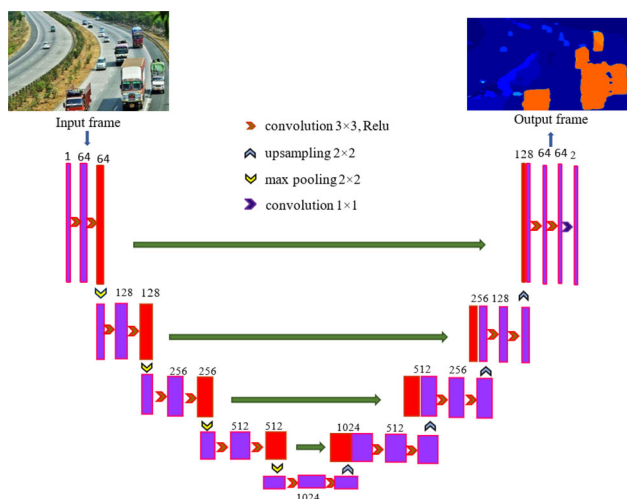 Input frame
Output frame
convolution 3×3, Relu
upsampling 2×2
max pooling 2×2
convolution 1×1
1 64 64
128 64 64 2
128 128
256 128
256 256
512 256
512 512
1024 512
1024